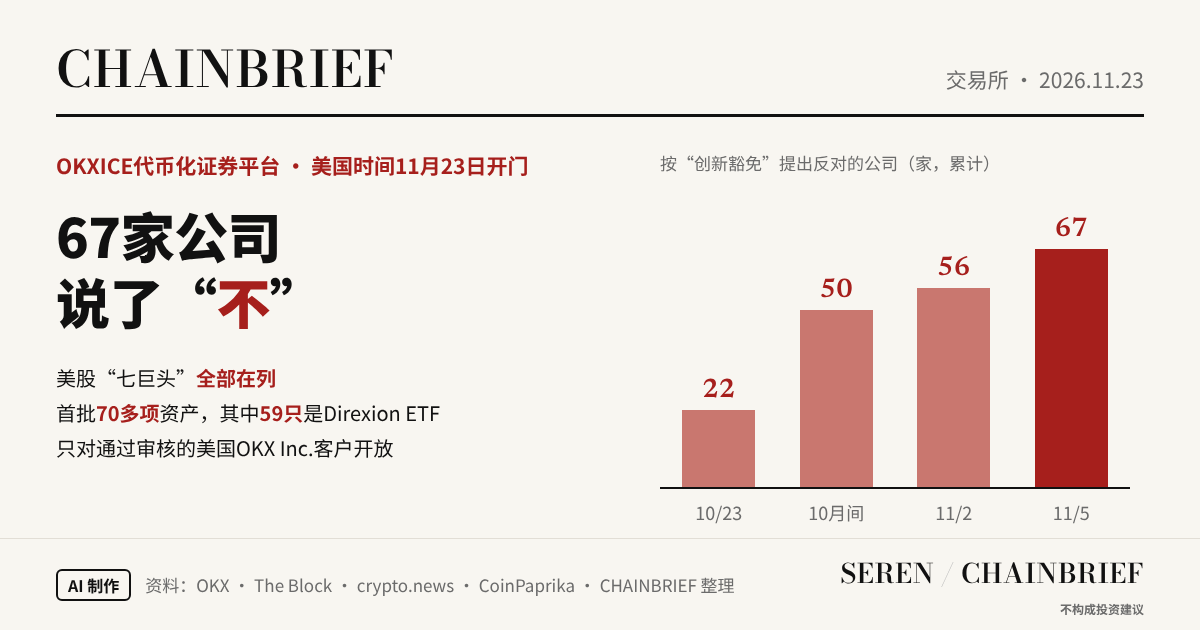 CHAINBRIEF
交易所 · 2026.11.23
OKXICE代币化证券平台 · 美国时间11月23日开门
67家公司
说了“不”
美股“七巨头”全部在列
首批70多项资产，其中59只是Direxion ETF
只对通过审核的美国OKX Inc.客户开放
按“创新豁免”提出反对的公司（家，累计）
22
50
56
67
10/23
10月间
11/2
11/5
AI 制作
资料：OKX · The Block · crypto.news · CoinPaprika · CHAINBRIEF 整理
SEREN / CHAINBRIEF
不构成投资建议